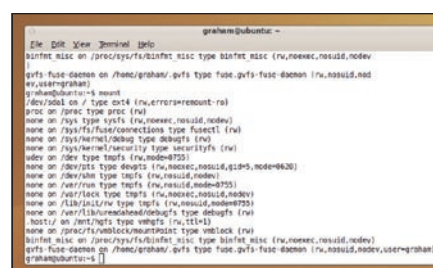 graham@ubuntu: ~
File Edit View Terminal Help
binfmt_misc on /proc/sys/fs/binfmt_misc type binfmt_misc (rw,noexec,nosuid,nodev
)
gvfs-fuse-daemon on /home/graham/.gvfs type fuse.gvfs-fuse-daemon (rw,nosuid,nod
ev,user=graham)
graham@ubuntu:~$ mount
/dev/sda1 on / type ext4 (rw,errors=remount-ro)
proc on /proc type proc (rw)
none on /sys type sysfs (rw,noexec,nosuid,nodev)
none on /sys/fs/fuse/connections type fusectl (rw)
none on /sys/kernel/debug type debugfs (rw)
none on /sys/kernel/security type securityfs (rw)
udev on /dev type tmpfs (rw,mode=0755)
none on /dev/pts type devpts (rw,noexec,nosuid,gid=5,mode=0620)
none on /dev/shm type tmpfs (rw,nosuid,nodev)
none on /var/run type tmpfs (rw,nosuid,mode=0755)
none on /var/lock type tmpfs (rw,noexec,nosuid,nodev)
none on /lib/init/rw type tmpfs (rw,nosuid,mode=0755)
none on /var/lib/ureadahead/debugfs type debugfs (rw)
.host:/ on /mnt/hgfs type vmhgfs (rw,ttl=1)
none on /proc/fs/vmblock/mountPoint type vmblock (rw)
binfmt_misc on /proc/sys/fs/binfmt_misc type binfmt_misc (rw,noexec,nosuid,nodev)
gvfs-fuse-daemon on /home/graham/.gvfs type fuse.gvfs-fuse-daemon (rw,nosuid,nodev,user=graham)
graham@ubuntu:~$